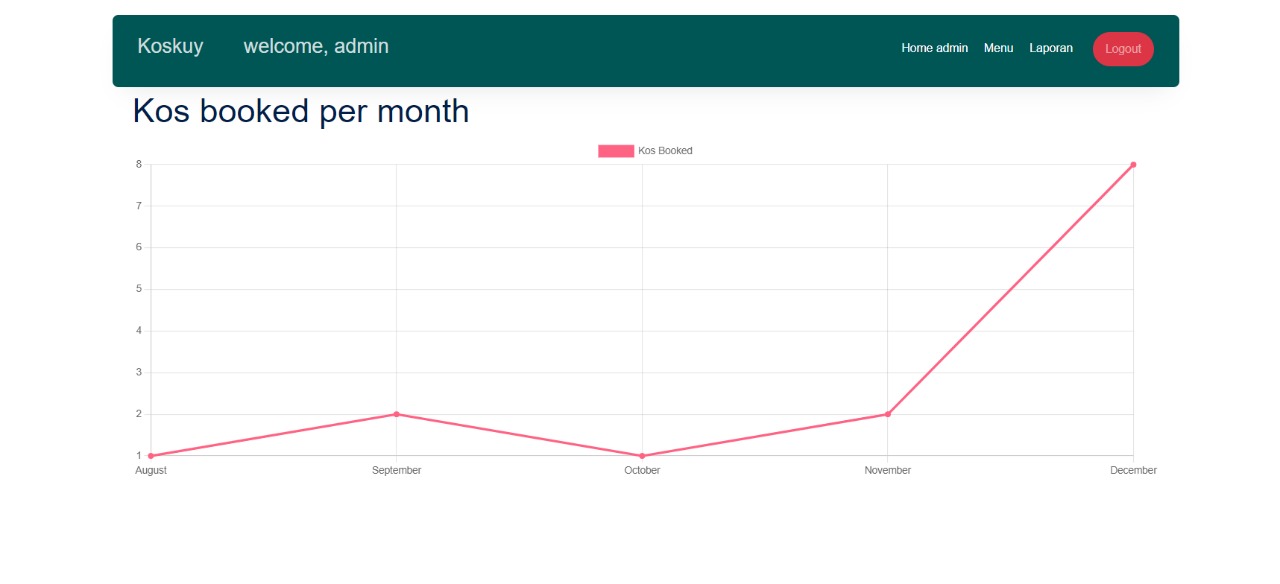 Koskuy welcome, admin Home admin Menu Laporan Logout
Kos booked per month
Kos Booked
8
7
6
5
4
3
2
1
August September October November December